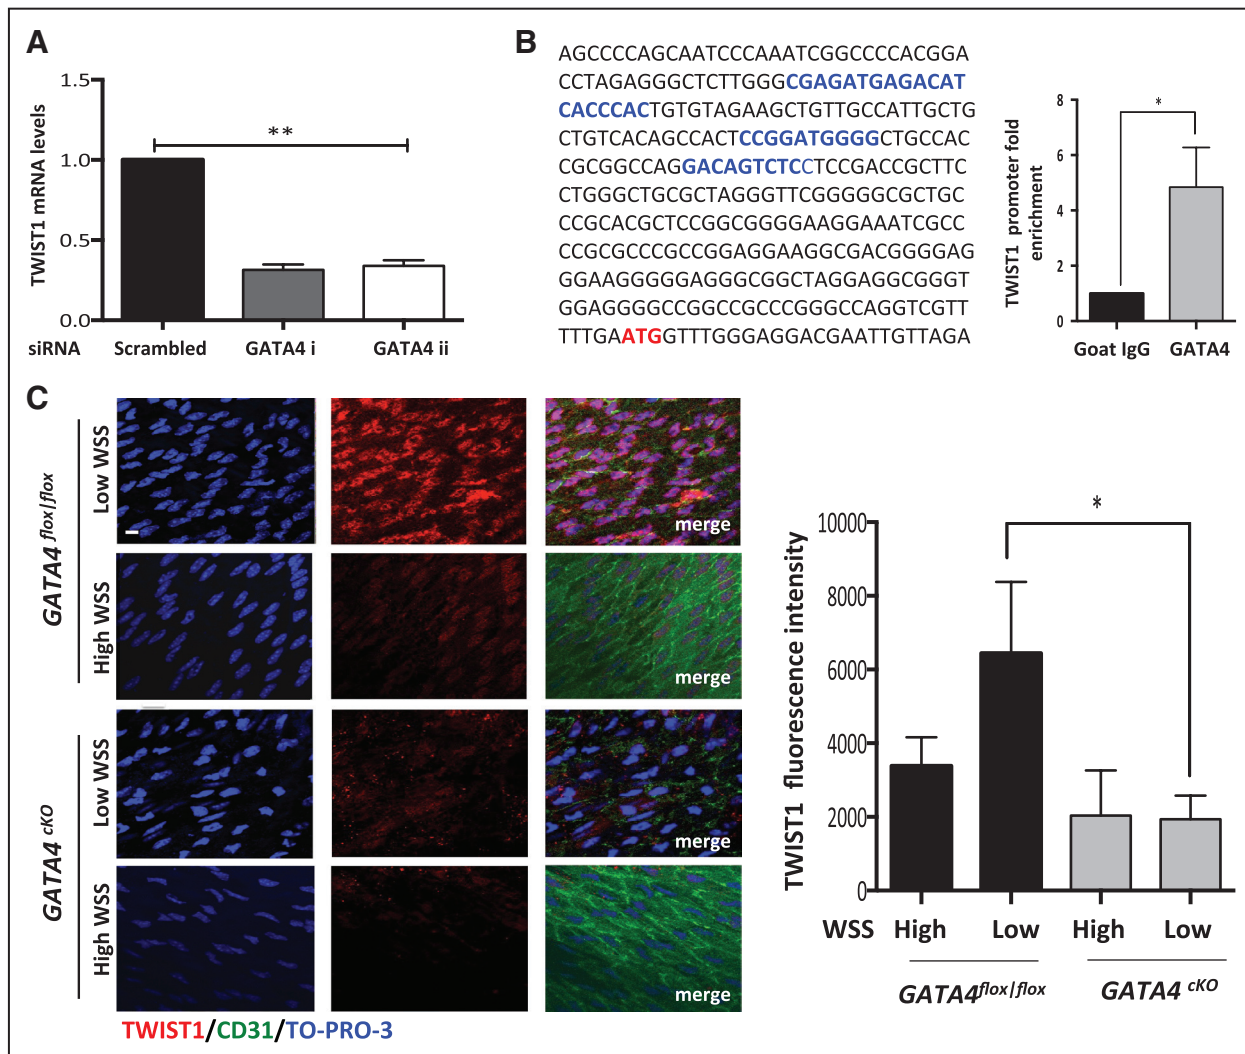 A
TWIST1 mRNA levels
1.5
1.0
0.5
0.0
**
siRNA Scrambled GATA4 i GATA4 ii
B
AGCCCCAGCAATCCCAAATCGGCCCCACGGA
CCTAGAGGGCTCTTGGGCGAGATGAGACAT
CACCCACTGTGTAGAAGCTGTTGCCATTGCTG
CTGTCACAGCCACTCCGGATGGGGCTGCCAC
CGCGGCCAGGACAGTCTCCTCCGACCGCTTC
CTGGGCTGCGCTAGGGTTCGGGGGCGCTGC
CCGCACGCTCCGGCGGGGAAGGAAATCGCC
CCGCGCCCGCCGGAGGAAGGCGACGGGGAG
GGAAGGGGGAGGGCGGCTAGGAGGCGGGT
GGAGGGGCCGGCCGCCCGGGCCAGGTCGTT
TTTGAATGGTTTGGGAGGACGAATTGTTAGA
TWIST1 promoter fold
enrichment
8
6
4
2
0
*
Goat IgG GATA4
C
GATA4 flox/flox
Low WSS
merge
High WSS
merge
GATA4 cKO
Low WSS
merge
High WSS
merge
TWIST1/CD31/TO-PRO-3
TWIST1 fluorescence intensity
10000
8000
6000
4000
2000
0
*
WSS High Low High Low
GATA4flox/flox GATA4 cKO